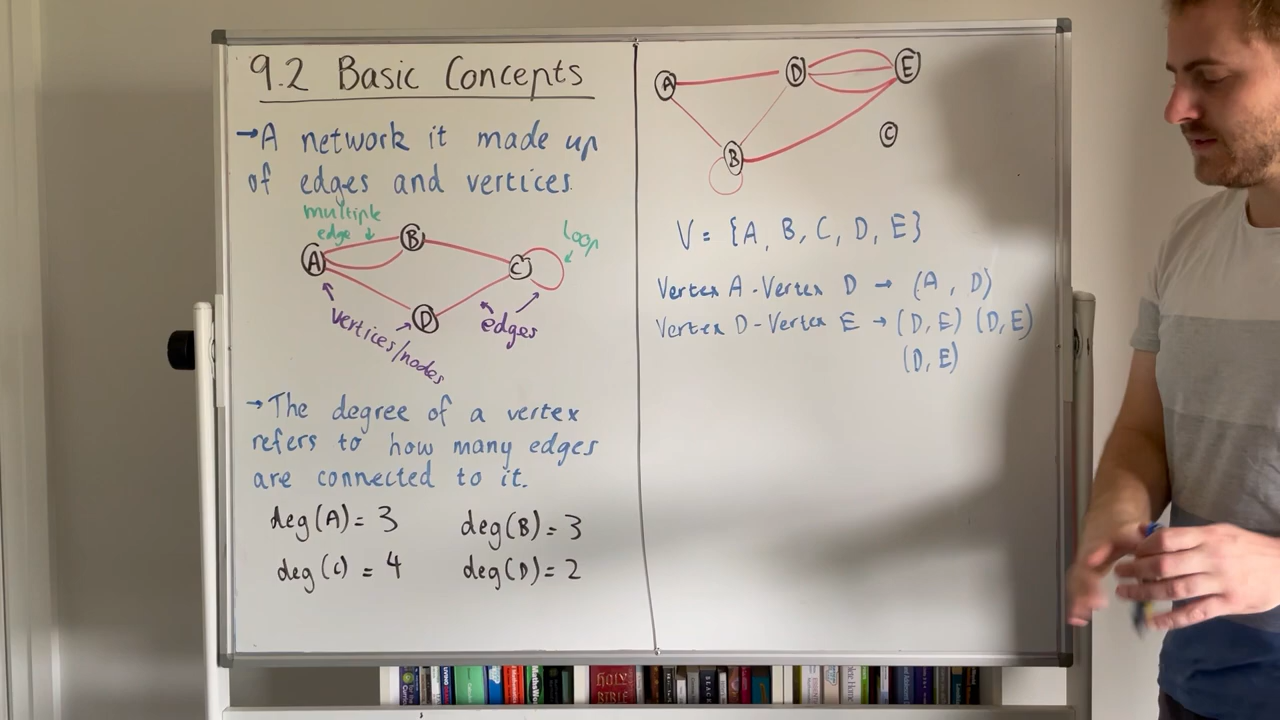 9.2 Basic Concepts
→A network it made up
of edges and vertices.
multiple
edge
loop
A
B
C
D
vertices/nodes
edges
→The degree of a vertex
refers to how many edges
are connected to it.
deg(A) = 3
deg(B) = 3
deg(C) = 4
deg(D) = 2
A
D
E
B
C
V = {A, B, C, D, E}
Vertex A - Vertex D → (A, D)
Vertex D - Vertex E → (D, E) (D, E)
(D, E)
HOLY
BIBLE